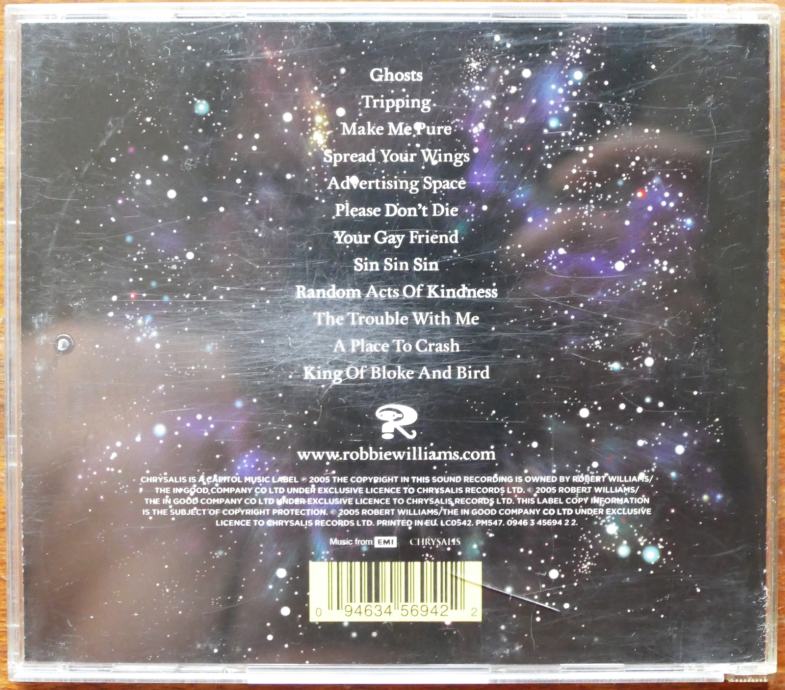 Ghosts
Tripping
Make Me Pure
Spread Your Wings
Advertising Space
Please Don't Die
Your Gay Friend
Sin Sin Sin
Random Acts Of Kindness
The Trouble With Me
A Place To Crash
King Of Bloke And Bird
www.robbiewilliams.com
CHRYSALIS IS A CAPITOL MUSIC LABEL ℗ 2005 THE COPYRIGHT IN THIS SOUND RECORDING IS OWNED BY ROBERT WILLIAMS/
THE IN GOOD COMPANY CO LTD UNDER EXCLUSIVE LICENCE TO CHRYSALIS RECORDS LTD. © 2005 ROBERT WILLIAMS/
THE IN GOOD COMPANY CO LTD UNDER EXCLUSIVE LICENCE TO CHRYSALIS RECORDS LTD. THIS LABEL COPY INFORMATION
IS THE SUBJECT OF COPYRIGHT PROTECTION. ℗ 2005 ROBERT WILLIAMS/THE IN GOOD COMPANY CO LTD UNDER EXCLUSIVE
LICENCE TO CHRYSALIS RECORDS LTD. PRINTED IN EU. LC0542. PM547. 0946 3 45694 2 2.
Music from EMI CHRYSALIS
0 94634 56942 2